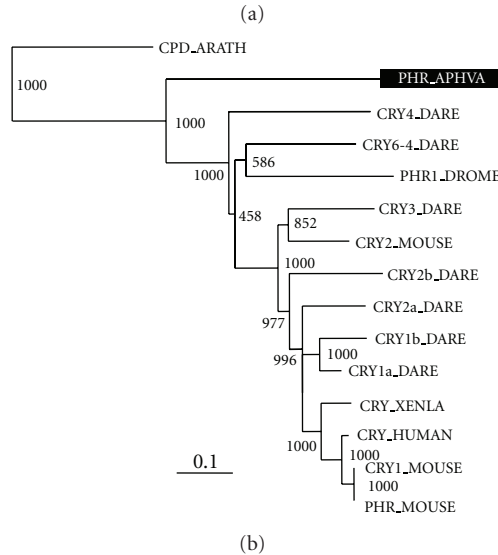 (a)
CPD_ARATH
1000
PHR_APHVA
1000
CRY4_DARE
1000
CRY6-4_DARE
586
PHR1_DROME
458
CRY3_DARE
852
CRY2_MOUSE
1000
CRY2b_DARE
977
CRY2a_DARE
996
CRY1b_DARE
1000
CRY1a_DARE
CRY_XENLA
1000
CRY_HUMAN
1000
CRY1_MOUSE
1000
PHR_MOUSE
0.1
(b)